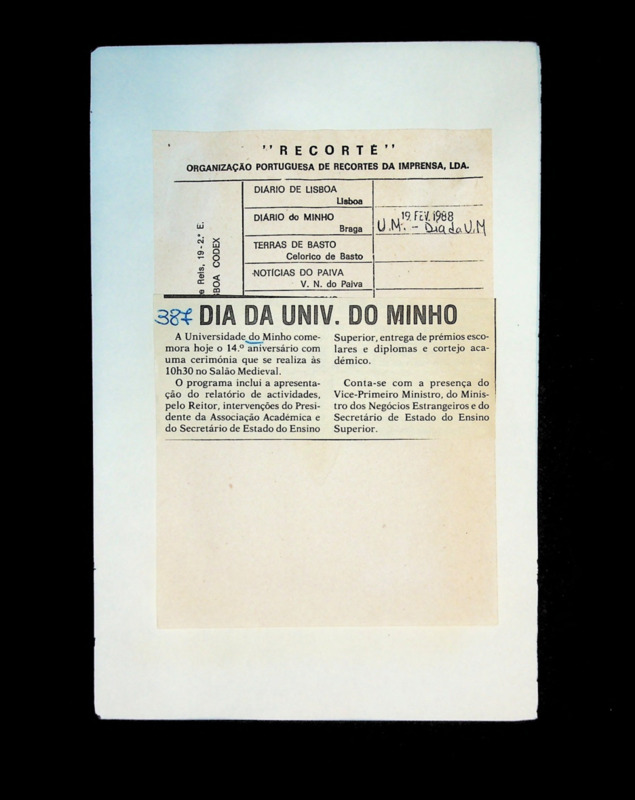 "RECORTE"
ORGANIZAÇÃO PORTUGUESA DE RECORTES DA IMPRENSA, LDA.
e Reis, 19-2.º E.
BOA CODEX
DIÁRIO DE LISBOA
Lisboa
DIÁRIO do MINHO
Braga
19. FEV. 1988
U.M. - Dia da U.M
TERRAS DE BASTO
Celorico de Basto
NOTÍCIAS DO PAIVA
V. N. do Paiva
387 DIA DA UNIV. DO MINHO
A Universidade do Minho come-
mora hoje o 14.º aniversário com
uma cerimónia que se realiza às
10h30 no Salão Medieval.
O programa inclui a apresenta-
ção do relatório de actividades,
pelo Reitor, intervenções do Presi-
dente da Associação Académica e
do Secretário de Estado do Ensino
Superior, entrega de prémios esco-
lares e diplomas e cortejo aca-
démico.
Conta-se com a presença do
Vice-Primeiro Ministro, do Minis-
tro dos Negócios Estrangeiros e do
Secretário de Estado do Ensino
Superior.